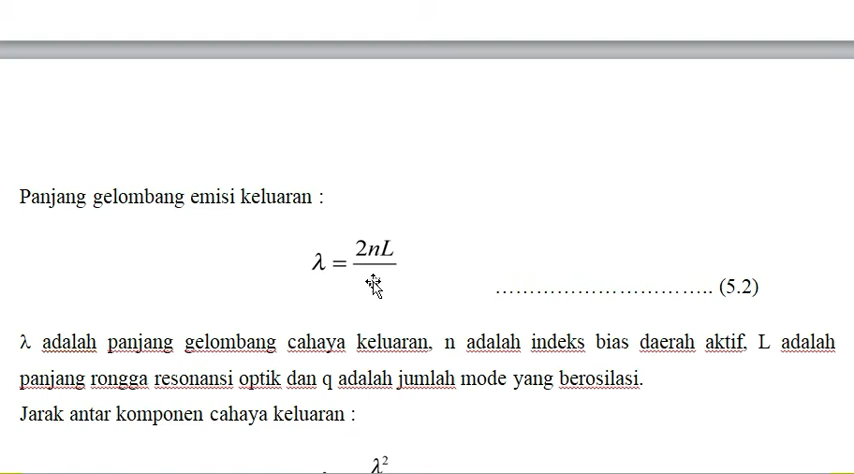 Panjang gelombang emisi keluaran :
λ = 2nL
………………………….. (5.2)
λ adalah panjang gelombang cahaya keluaran, n adalah indeks bias daerah aktif, L adalah
panjang rongga resonansi optik dan q adalah jumlah mode yang berosilasi.
Jarak antar komponen cahaya keluaran :
λ²